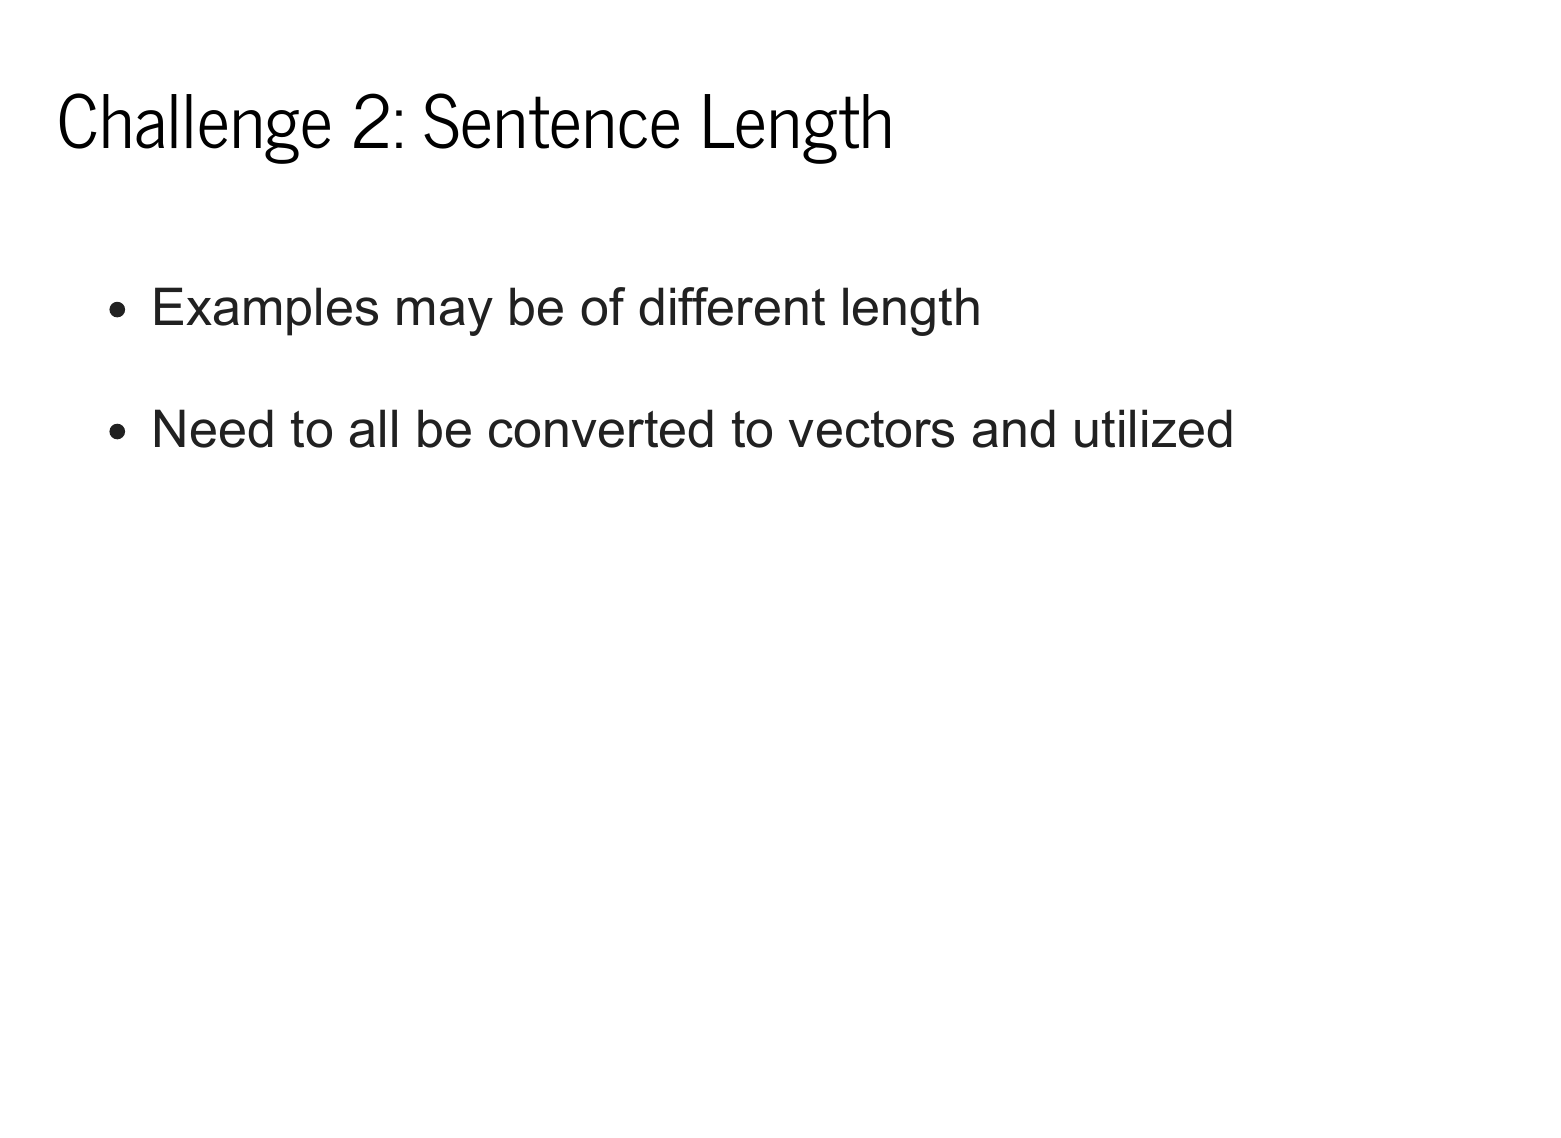 Challenge 2: Sentence Length
• Examples may be of different length
• Need to all be converted to vectors and utilized